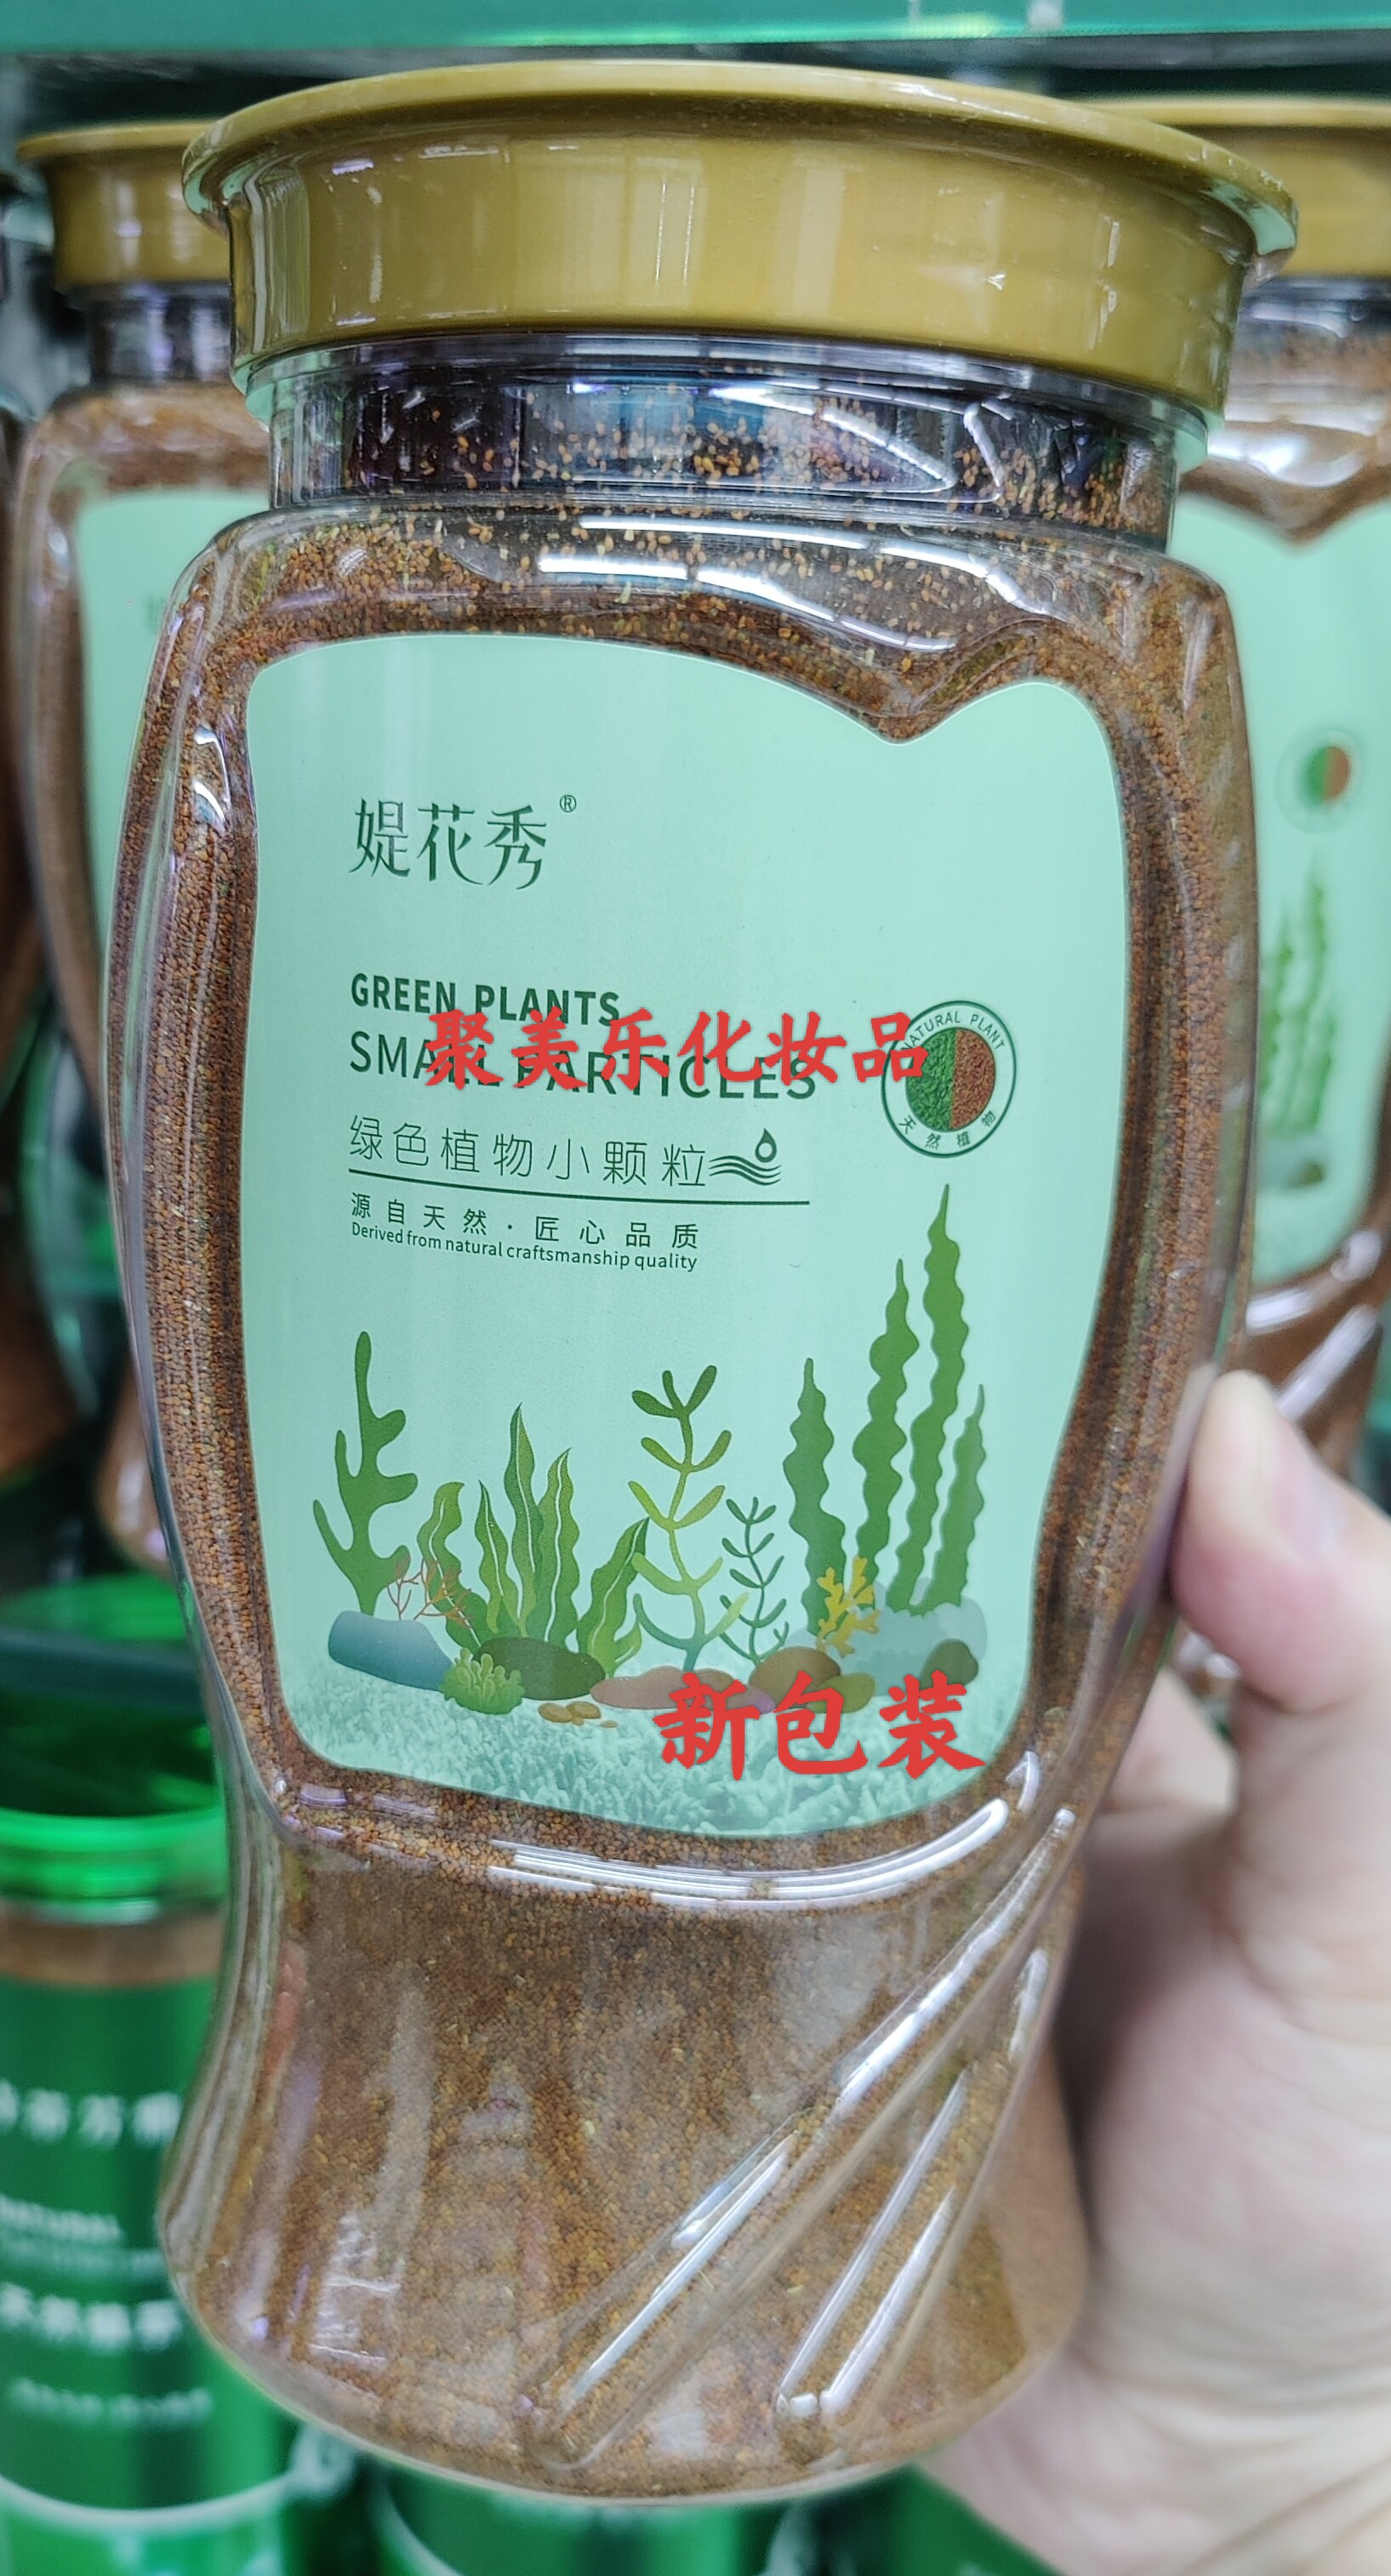 媞花秀®
GREEN PLANTS
SMALL PARTICLES
聚美乐化妆品
NATURAL PLANT
天然植物
绿色植物小颗粒
源自天然·匠心品质
Derived from natural craftsmanship quality
新包装